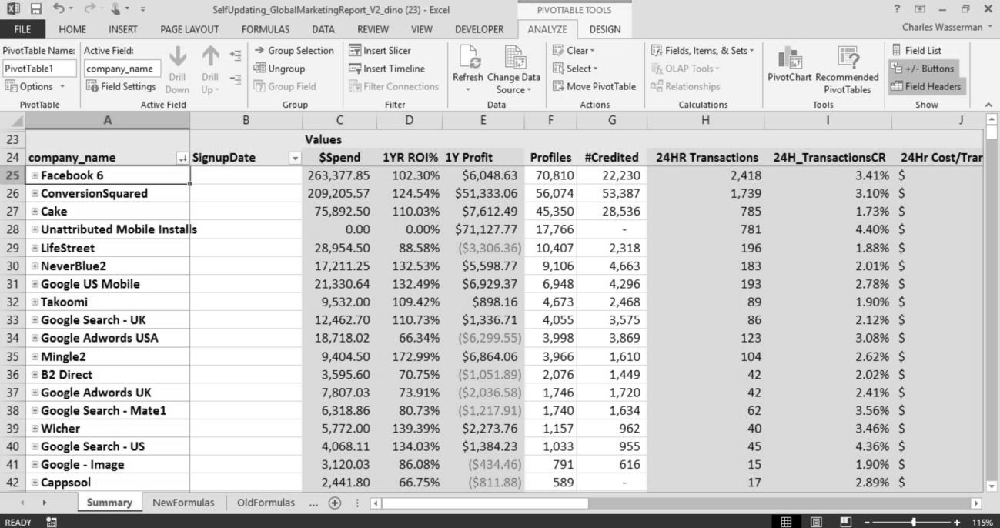 SelfUpdating_GlobalMarketingReport_V2_dino (23) - Excel
PIVOTTABLE TOOLS
?
Charles Wasserman
FILE HOME INSERT PAGE LAYOUT FORMULAS DATA REVIEW VIEW DEVELOPER ANALYZE DESIGN
PivotTable Name: Active Field: Group Selection Insert Slicer Clear Fields, Items, & Sets Field List
PivotTable1 company_name Ungroup Insert Timeline Refresh Change Data Select OLAP Tools PivotChart Recommended +/- Buttons
Options Field Settings Drill Down Drill Up Group Field Filter Connections Source Move PivotTable Relationships PivotTables Field Headers
PivotTable Active Field Group Filter Data Actions Calculations Tools Show
A B C D E F G H I J
23 Values
24 company_name SignupDate $Spend 1YR ROI% 1Y Profit Profiles #Credited 24HR Transactions 24H_TransactionsCR 24Hr Cost/Tran
25 Facebook 6 263,377.85 102.30% $6,048.63 70,810 22,230 2,418 3.41% $
26 ConversionSquared 209,205.57 124.54% $51,333.06 56,074 53,387 1,739 3.10% $
27 Cake 75,892.50 110.03% $7,612.49 45,350 28,536 785 1.73% $
28 Unattributed Mobile Installs 0.00 0.00% $71,127.77 17,766 - 781 4.40% $
29 LifeStreet 28,954.50 88.58% ($3,306.36) 10,407 2,318 196 1.88% $
30 NeverBlue2 17,211.25 132.53% $5,598.77 9,106 4,663 183 2.01% $
31 Google US Mobile 21,330.64 132.49% $6,929.37 6,948 4,296 193 2.78% $
32 Takoomi 9,532.00 109.42% $898.16 4,673 2,468 89 1.90% $
33 Google Search - UK 12,462.70 110.73% $1,336.71 4,055 3,575 86 2.12% $
34 Google Adwords USA 18,718.02 66.34% ($6,299.55) 3,998 3,869 123 3.08% $
35 Mingle2 9,404.50 172.99% $6,864.06 3,966 1,610 104 2.62% $
36 B2 Direct 3,595.60 70.75% ($1,051.89) 2,076 1,449 42 2.02% $
37 Google Adwords UK 7,807.03 73.91% ($2,036.58) 1,746 1,720 42 2.41% $
38 Google Search - Mate1 6,318.86 80.73% ($1,217.91) 1,740 1,634 62 3.56% $
39 Wicher 5,772.00 139.39% $2,273.76 1,157 962 40 3.46% $
40 Google Search - US 4,068.11 134.03% $1,384.23 1,033 955 45 4.36% $
41 Google - Image 3,120.03 86.08% ($434.46) 791 616 15 1.90% $
42 Cappsool 2,441.80 66.75% ($811.88) 589 - 17 2.89% $
Summary NewFormulas OldFormulas ...
READY 115%